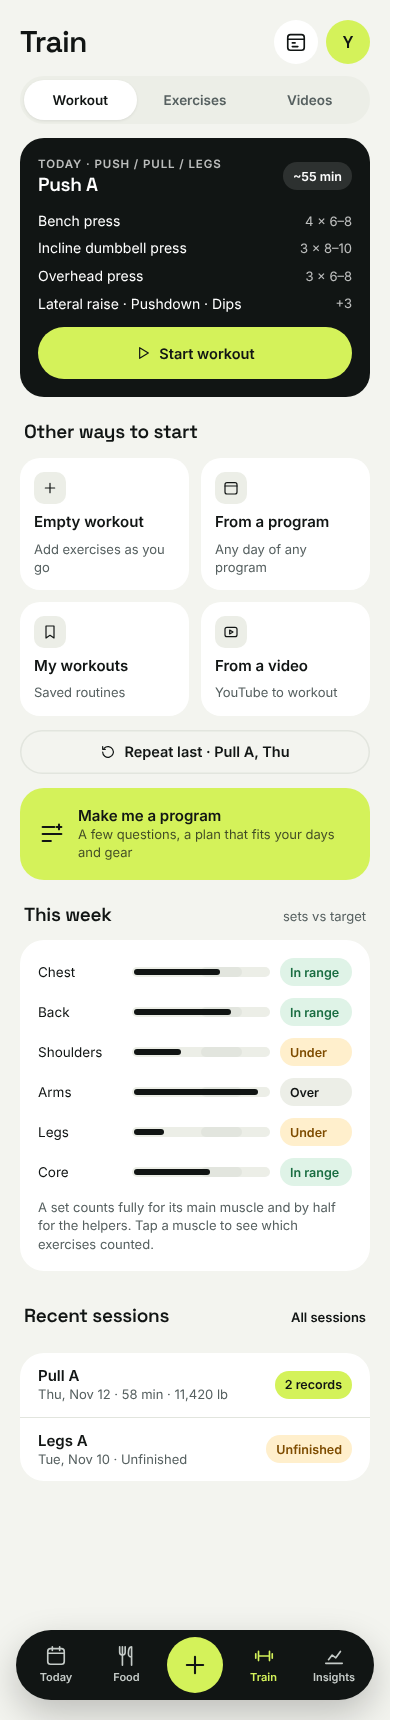 Train
Y
Workout
Exercises
Videos
TODAY · PUSH / PULL / LEGS
Push A
~55 min
Bench press
4 × 6–8
Incline dumbbell press
3 × 8–10
Overhead press
3 × 6–8
Lateral raise · Pushdown · Dips
+3
Start workout
Other ways to start
Empty workout
Add exercises as you
go
From a program
Any day of any
program
My workouts
Saved routines
From a video
YouTube to workout
Repeat last · Pull A, Thu
Make me a program
A few questions, a plan that fits your days
and gear
This week
sets vs target
Chest
In range
Back
In range
Shoulders
Under
Arms
Over
Legs
Under
Core
In range
A set counts fully for its main muscle and by half
for the helpers. Tap a muscle to see which
exercises counted.
Recent sessions
All sessions
Pull A
Thu, Nov 12 · 58 min · 11,420 lb
2 records
Legs A
Tue, Nov 10 · Unfinished
Unfinished
Today
Food
Train
Insights